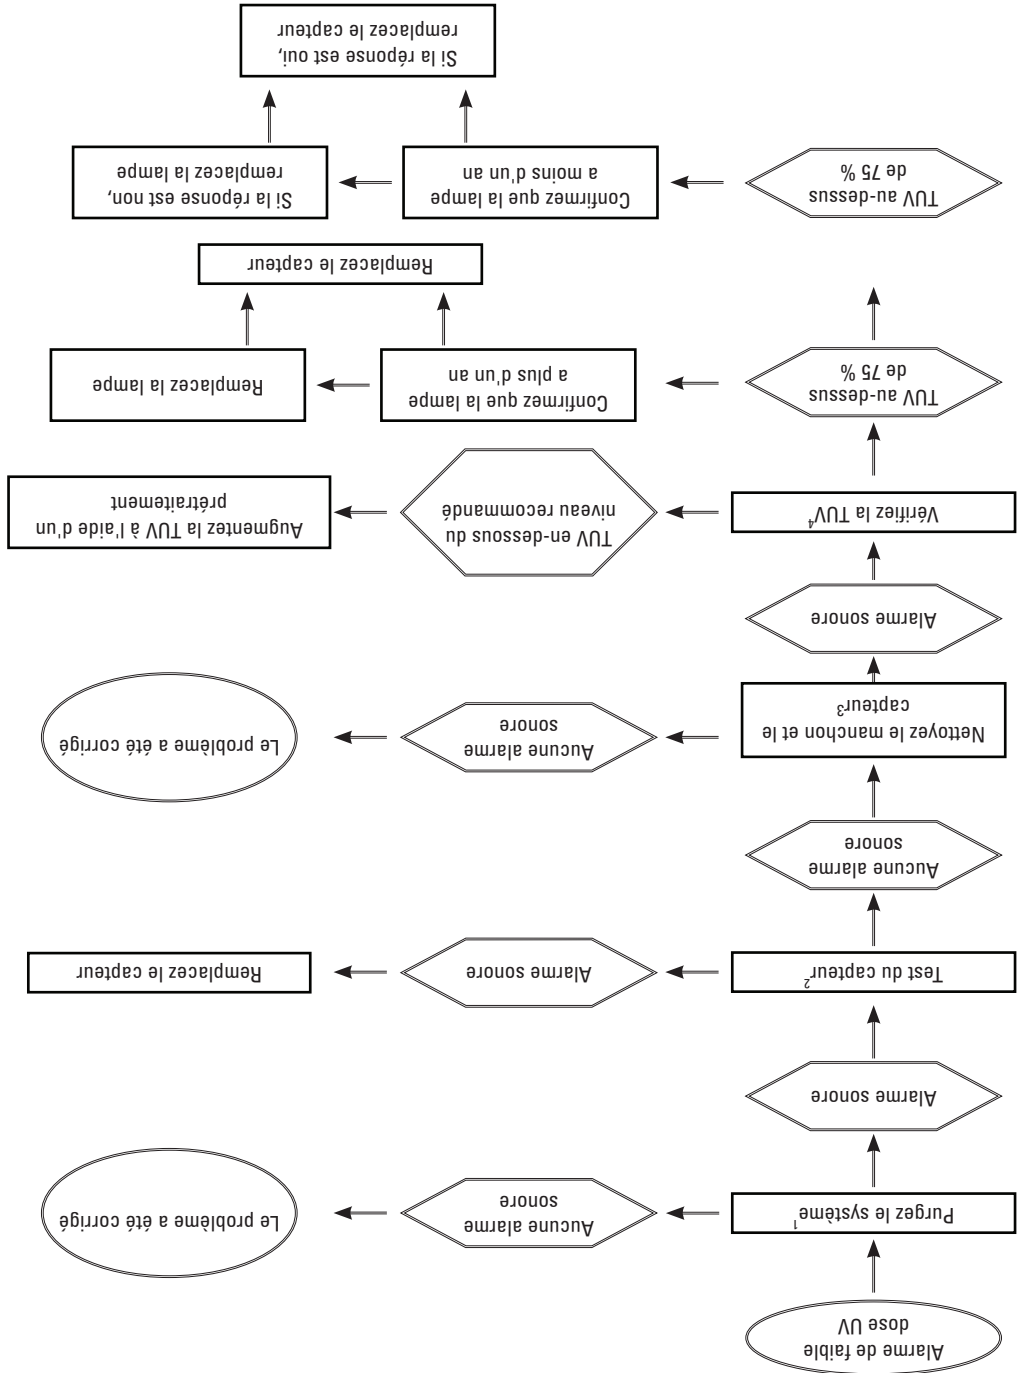 Alarme de faible
dose UV
Purgez le système1
Aucune alarme
sonore
Le problème a été corrigé
Alarme sonore
Test du capteur2
Alarme sonore
Remplacez le capteur
Aucune alarme
sonore
Nettoyez le manchon et le
capteur3
Aucune alarme
sonore
Le problème a été corrigé
Alarme sonore
Vérifiez la TUV4
TUV en-dessous du
niveau recommandé
Augmentez la TUV à l'aide d'un
prétraitement
TUV au-dessus
de 75 %
Confirmez que la lampe
a plus d'un an
Remplacez la lampe
Remplacez le capteur
TUV au-dessus
de 75 %
Confirmez que la lampe
a moins d'un an
Si la réponse est non,
remplacez la lampe
Si la réponse est oui,
remplacez le capteur